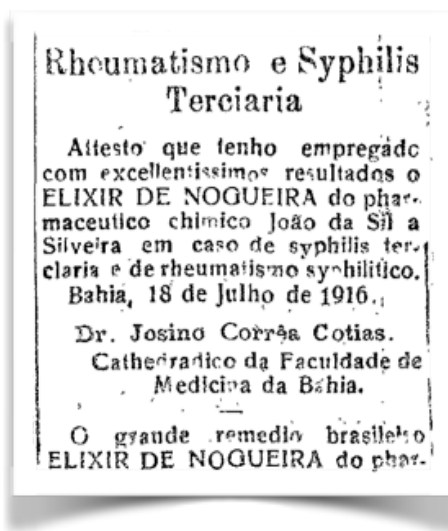 Rheumatismo e Syphilis
Terciaria
Attesto que tenho empregado
com excellentissimos resultados o
ELIXIR DE NOGUEIRA do phar-
maceutico chimico João da Sil a
Silveira em caso de syphilis ter-
ciaria e de rheumatismo syphilitico.
Bahia, 18 de Julho de 1916.
Dr. Josino Corrêa Cotias.
Cathedradico da Faculdade de
Medicina da Bahia.
O grande remedio brasileiro
ELIXIR DE NOGUEIRA do phar-